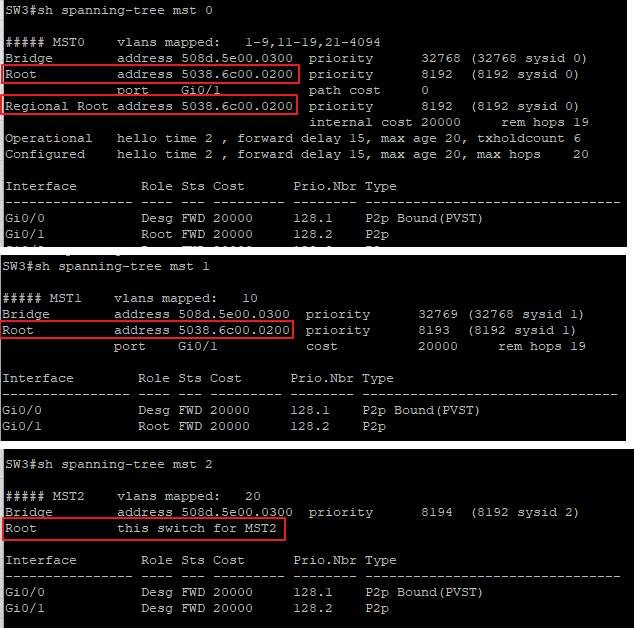 SW3#sh spanning-tree mst 0
##### MST0    vlans mapped:   1-9,11-19,21-4094
Bridge        address 508d.5e00.0300  priority      32768 (32768 sysid 0)
Root          address 5038.6c00.0200  priority      8192  (8192 sysid 0)
              port    Gi0/1           path cost     0
Regional Root address 5038.6c00.0200  priority      8192  (8192 sysid 0)
                                      internal cost 20000     rem hops 19
Operational   hello time 2 , forward delay 15, max age 20, txholdcount 6
Configured    hello time 2 , forward delay 15, max age 20, max hops    20
Interface        Role Sts Cost      Prio.Nbr Type
---------------- ---- --- --------- -------- --------------------------------
Gi0/0            Desg FWD 20000     128.1    P2p Bound(PVST)
Gi0/1            Root FWD 20000     128.2    P2p
SW3#sh spanning-tree mst 1
##### MST1    vlans mapped:   10
Bridge        address 508d.5e00.0300  priority      32769 (32768 sysid 1)
Root          address 5038.6c00.0200  priority      8193  (8192 sysid 1)
              port    Gi0/1           cost          20000     rem hops 19
Interface        Role Sts Cost      Prio.Nbr Type
---------------- ---- --- --------- -------- --------------------------------
Gi0/0            Desg FWD 20000     128.1    P2p Bound(PVST)
Gi0/1            Root FWD 20000     128.2    P2p
SW3#sh spanning-tree mst 2
##### MST2    vlans mapped:   20
Bridge        address 508d.5e00.0300  priority      8194  (8192 sysid 2)
Root          this switch for MST2
Interface        Role Sts Cost      Prio.Nbr Type
---------------- ---- --- --------- -------- --------------------------------
Gi0/0            Desg FWD 20000     128.1    P2p Bound(PVST)
Gi0/1            Desg FWD 20000     128.2    P2p